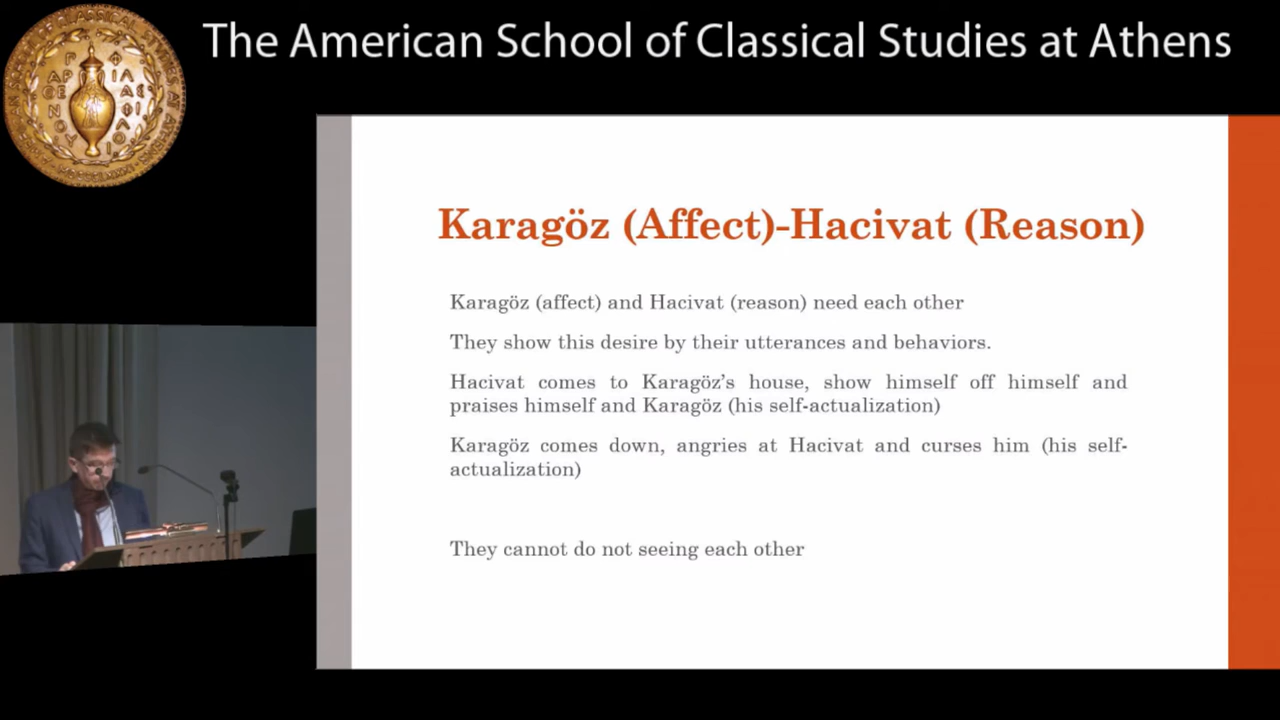 The American School of Classical Studies at Athens
Karagöz (Affect)-Hacivat (Reason)
Karagöz (affect) and Hacivat (reason) need each other
They show this desire by their utterances and behaviors.
Hacivat comes to Karagöz's house, show himself off himself and
praises himself and Karagöz (his self-actualization)
Karagöz comes down, angries at Hacivat and curses him (his self-
actualization)
They cannot do not seeing each other